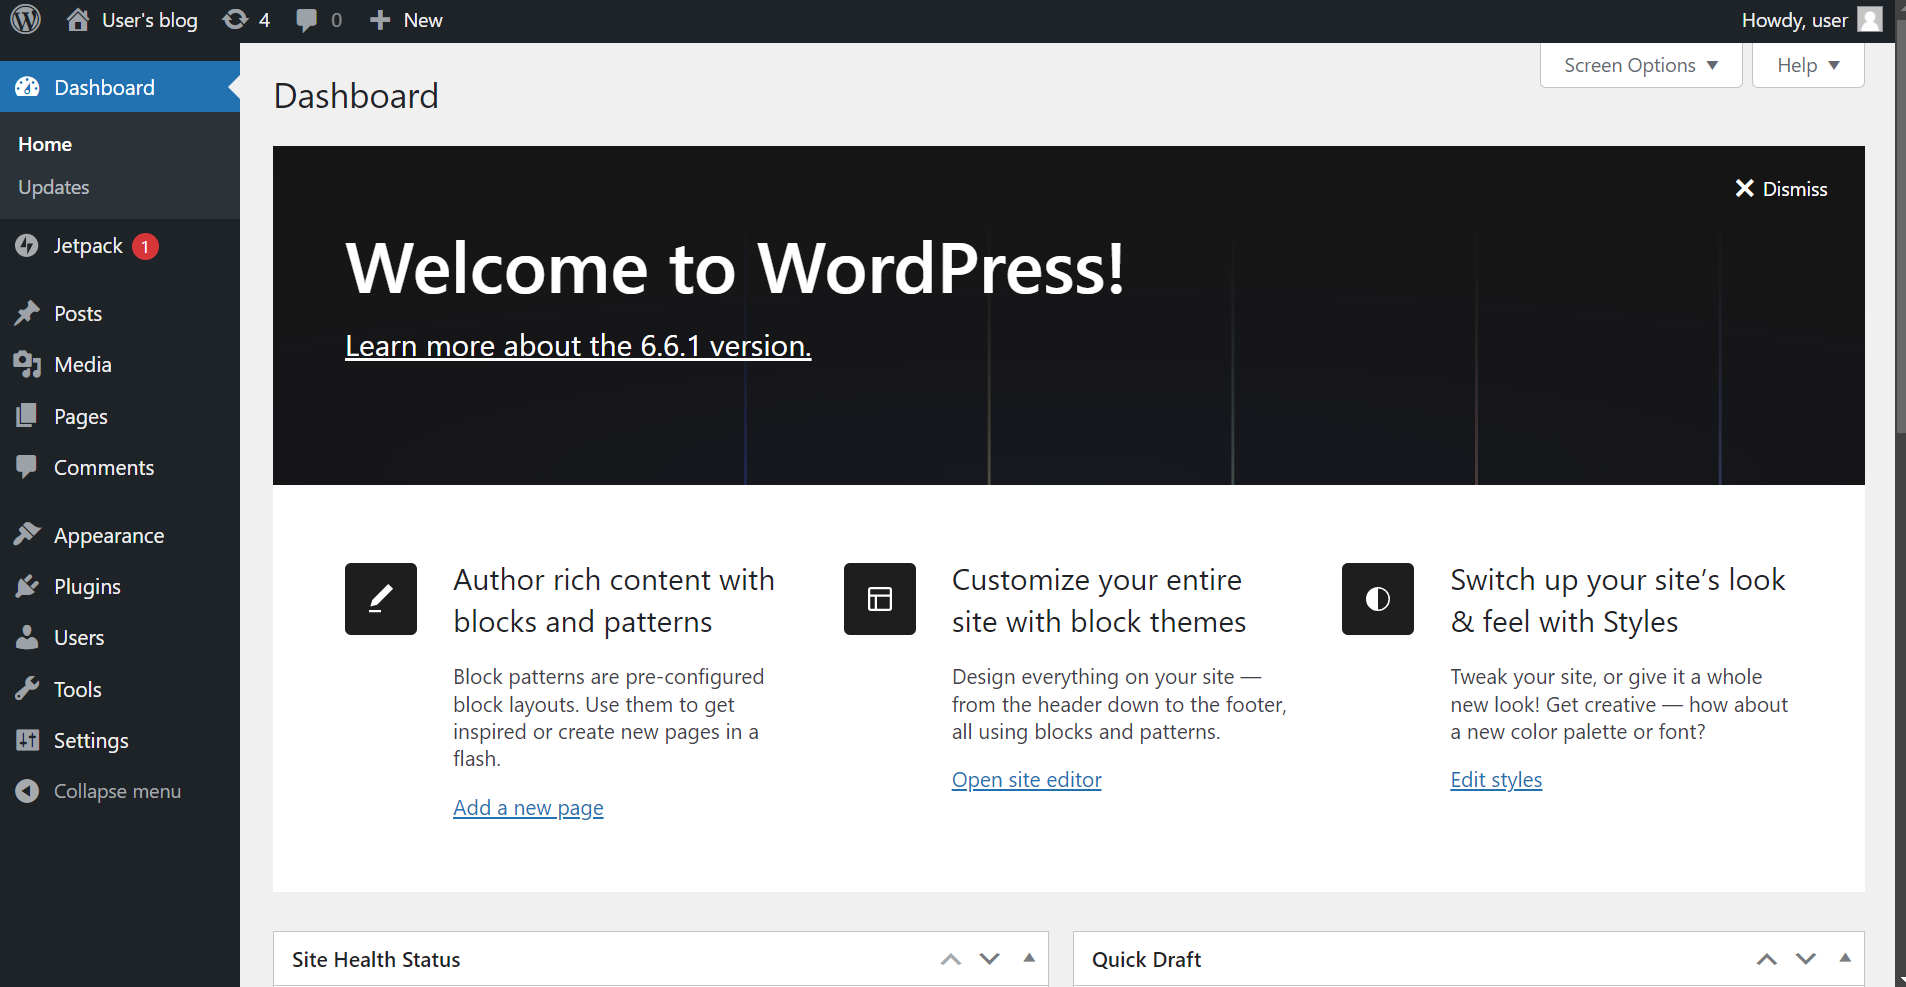 User's blog 4 0 New Howdy, user
Dashboard
Home
Updates
Jetpack 1
Posts
Media
Pages
Comments
Appearance
Plugins
Users
Tools
Settings
Collapse menu
Screen Options Help
Dashboard
Dismiss
Welcome to WordPress!
Learn more about the 6.6.1 version.
Author rich content with
blocks and patterns
Block patterns are pre-configured
block layouts. Use them to get
inspired or create new pages in a
flash.
Add a new page
Customize your entire
site with block themes
Design everything on your site —
from the header down to the footer,
all using blocks and patterns.
Open site editor
Switch up your site’s look
& feel with Styles
Tweak your site, or give it a whole
new look! Get creative — how about
a new color palette or font?
Edit styles
Site Health Status
Quick Draft